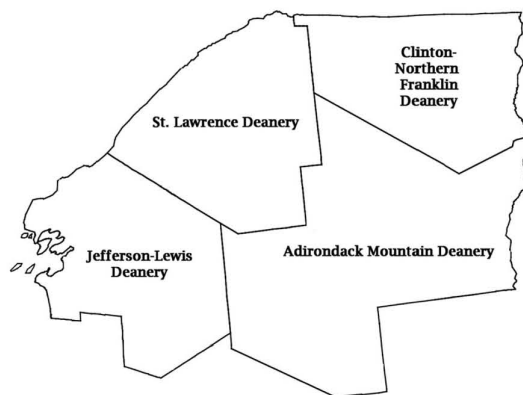 Clinton-
Northern
Franklin
Deanery
St. Lawrence Deanery
Adirondack Mountain Deanery
Jefferson-Lewis
Deanery